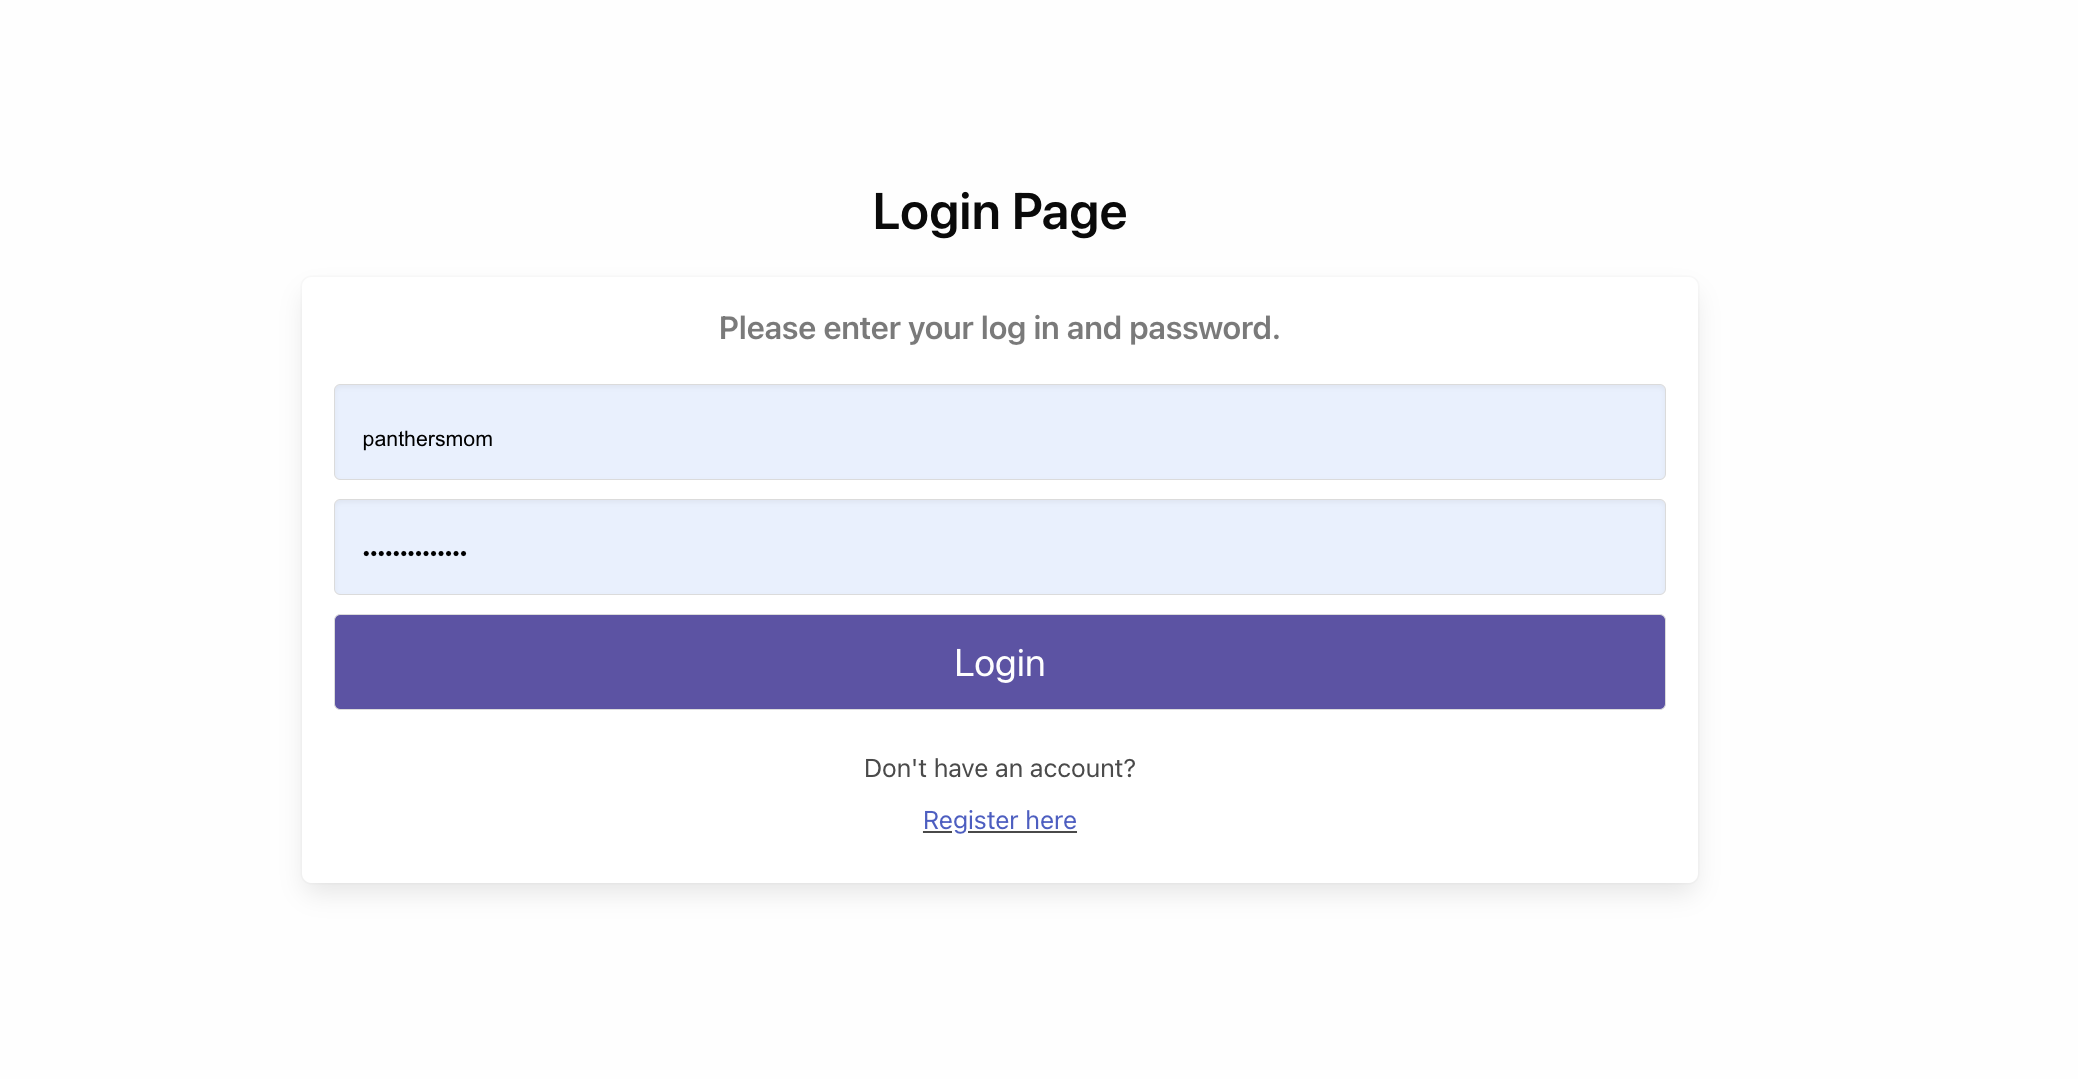 Login Page
Please enter your log in and password.
panthersmom
••••••••••••••
Login
Don't have an account?
Register here